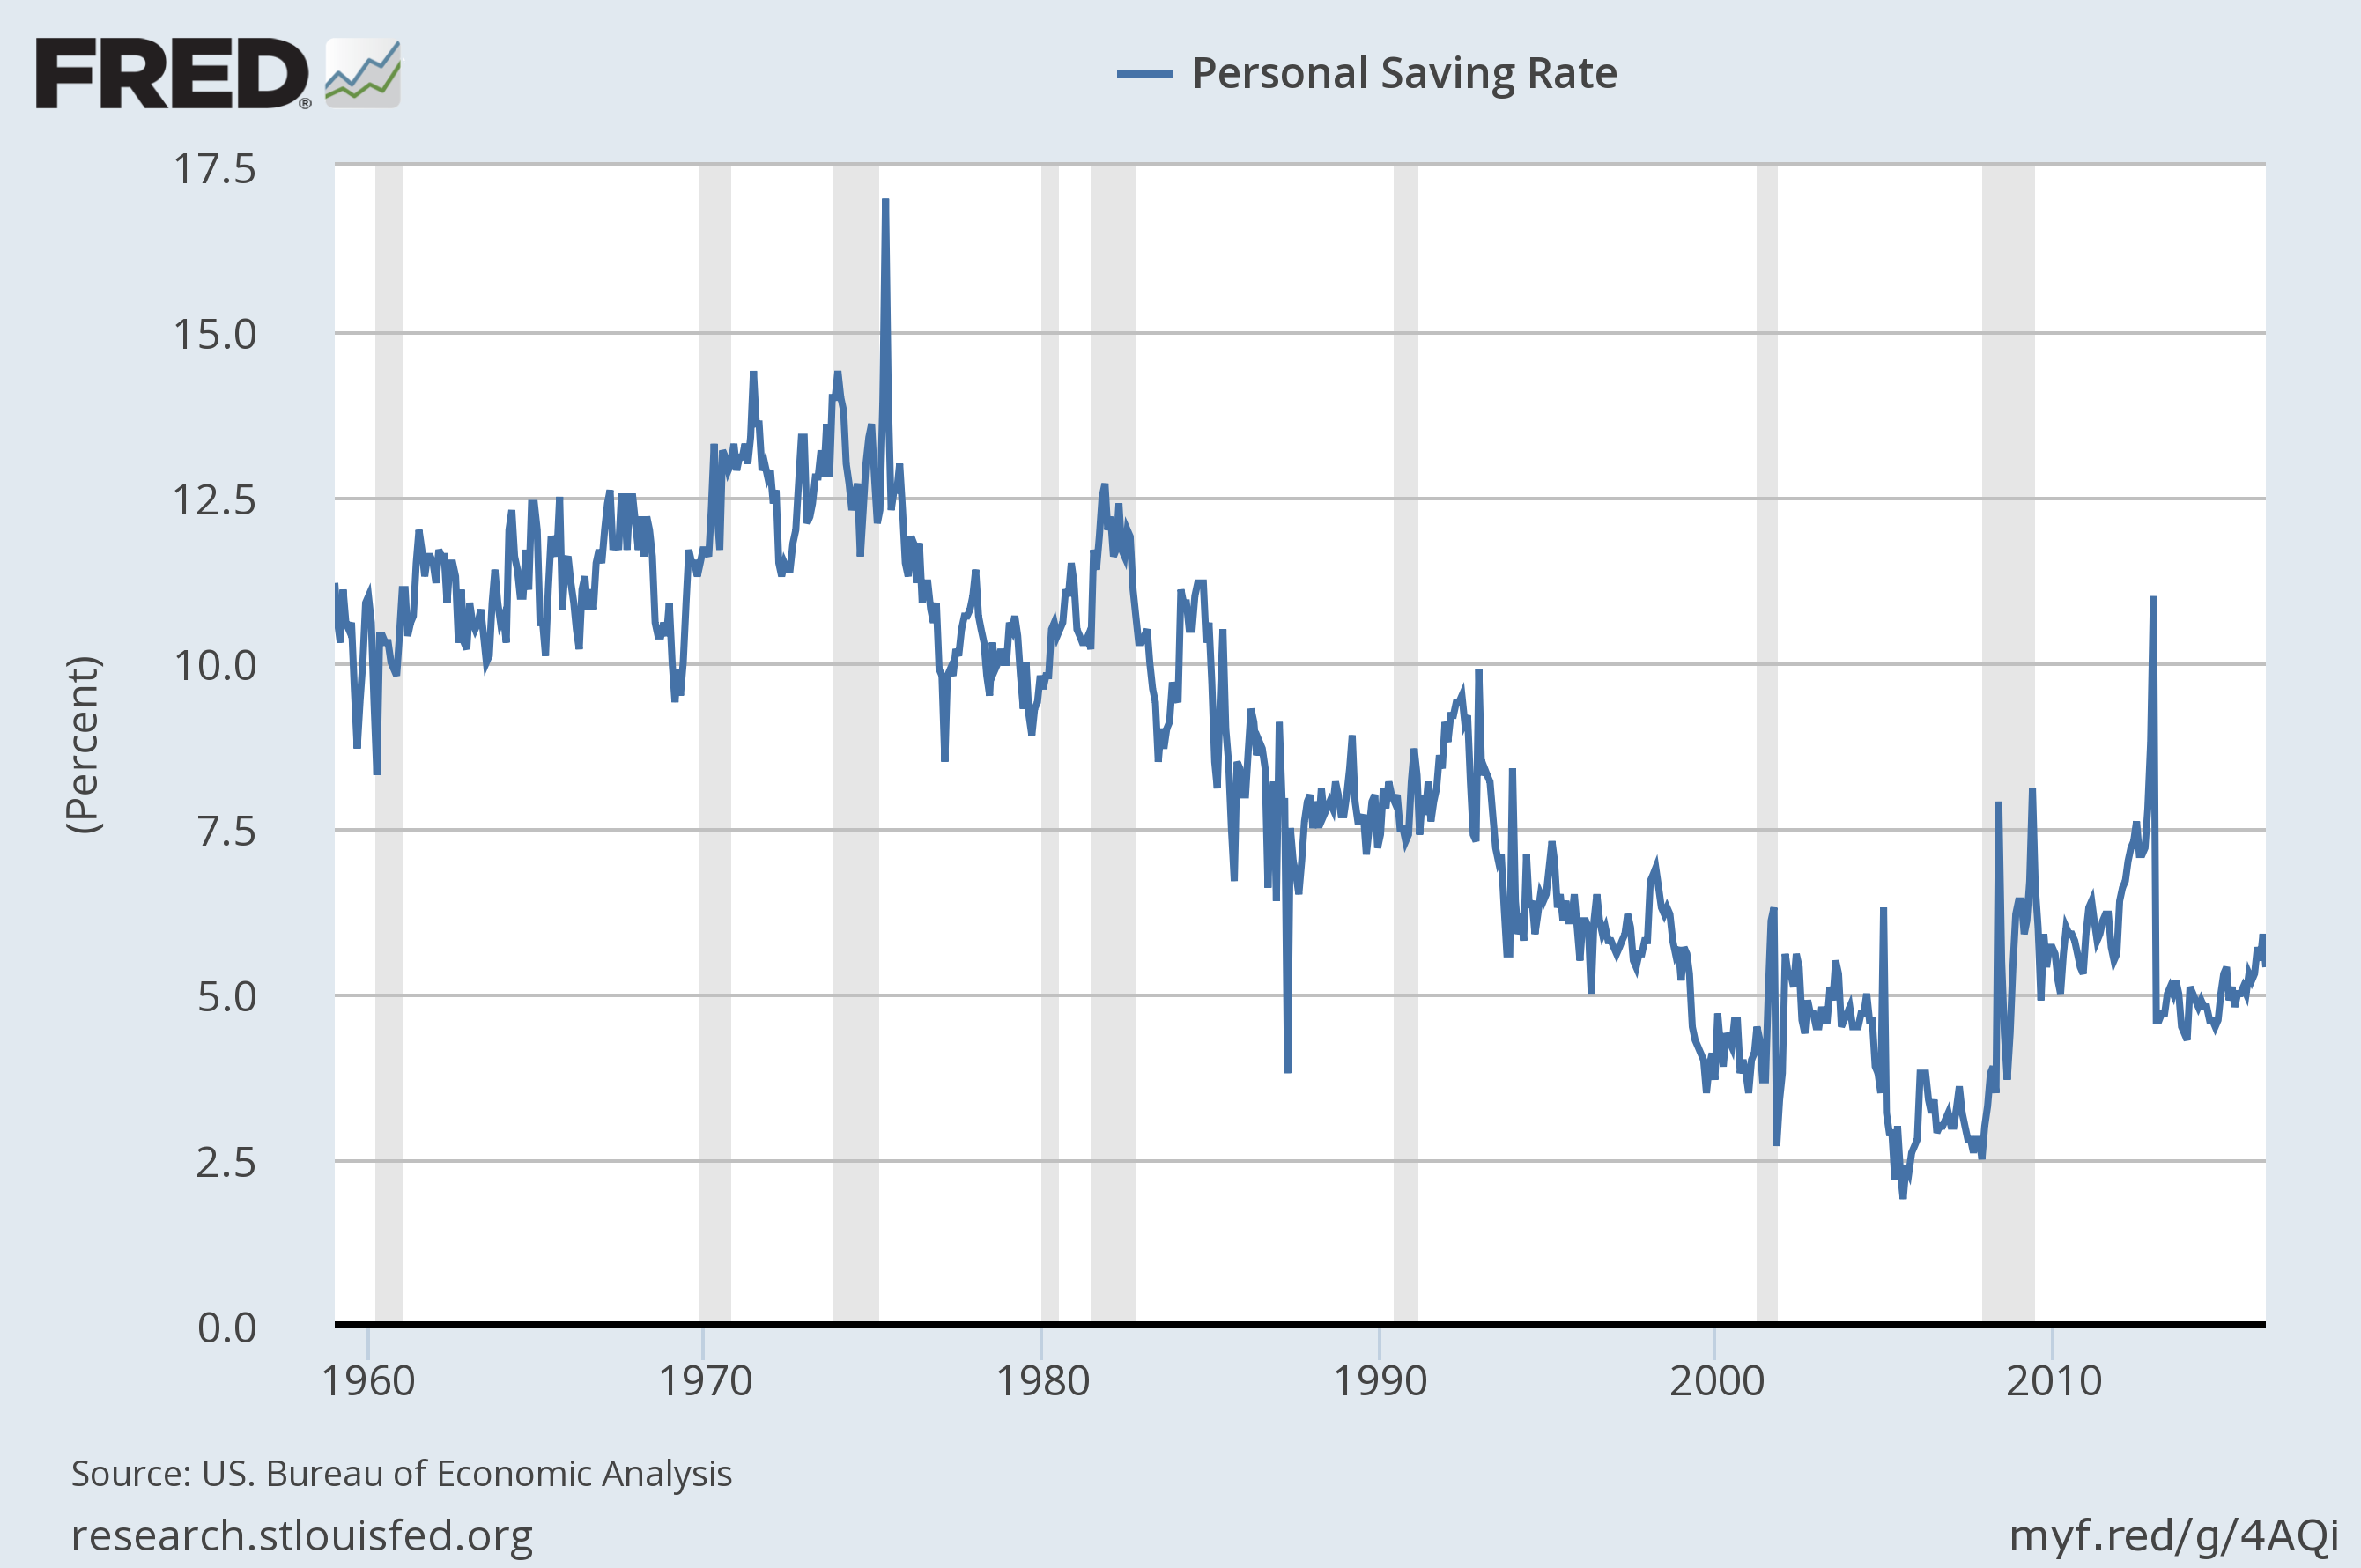 FRED®
Personal Saving Rate
17.5
15.0
12.5
10.0
7.5
5.0
2.5
0.0
(Percent)
1960 1970 1980 1990 2000 2010
Source: US. Bureau of Economic Analysis
research.stlouisfed.org
myf.red/g/4AQi